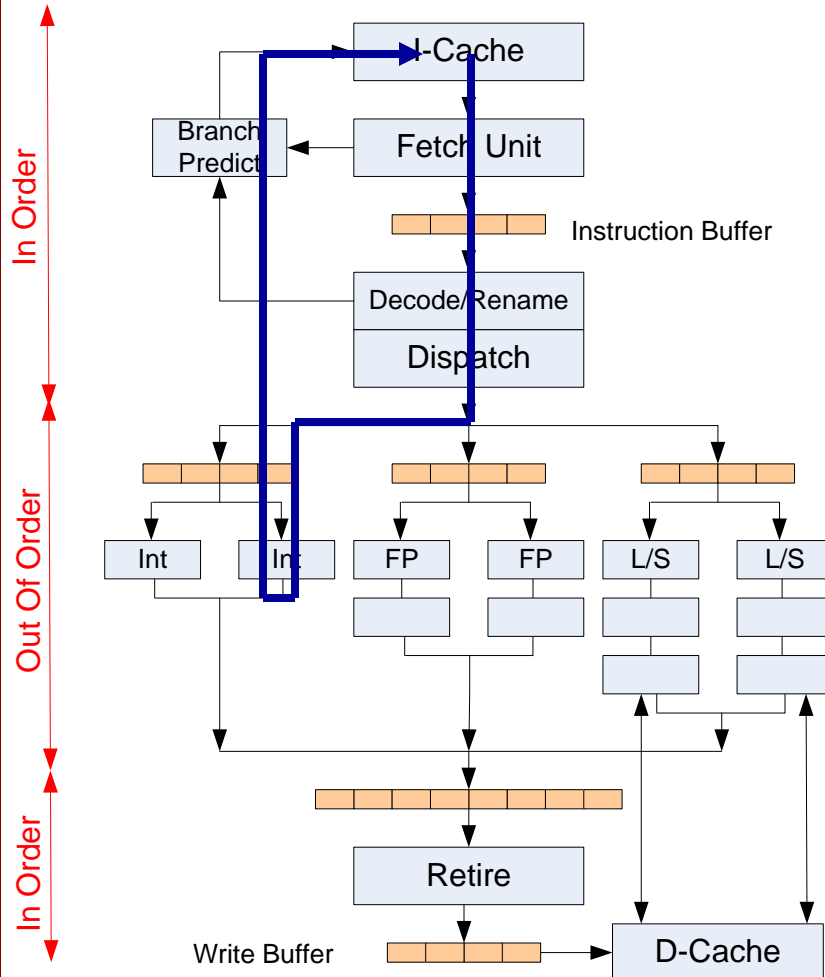 I-Cache
Branch
Predict
Fetch Unit
In Order
Instruction Buffer
Decode/Rename
Dispatch
Out Of Order
Int
Int
FP
FP
L/S
L/S
In Order
Retire
Write Buffer
D-Cache